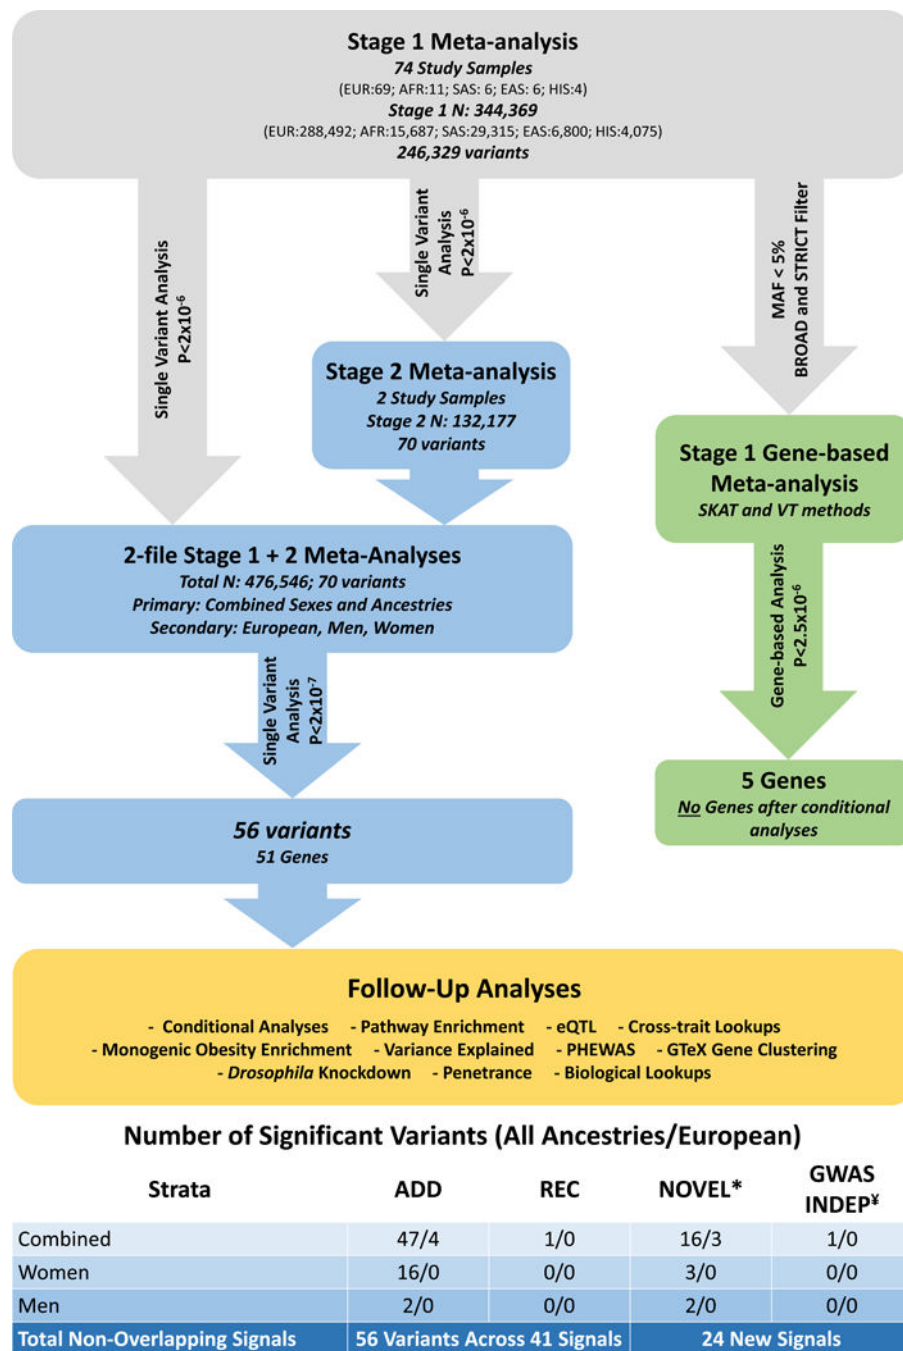 Stage 1 Meta-analysis
74 Study Samples
(EUR:69; AFR:11; SAS: 6; EAS: 6; HIS:4)
Stage 1 N: 344,369
(EUR:288,492; AFR:15,687; SAS:29,315; EAS:6,800; HIS:4,075)
246,329 variants
Single Variant Analysis
P<2x10⁻⁶
Single Variant
Analysis
P<2x10⁻⁶
MAF < 5%
BROAD and STRICT Filter
Stage 2 Meta-analysis
2 Study Samples
Stage 2 N: 132,177
70 variants
Stage 1 Gene-based
Meta-analysis
SKAT and VT methods
2-file Stage 1 + 2 Meta-Analyses
Total N: 476,546; 70 variants
Primary: Combined Sexes and Ancestries
Secondary: European, Men, Women
Gene-based Analysis
P<2.5x10⁻⁶
Single Variant
Analysis
P<2x10⁻⁷
5 Genes
No Genes after conditional
analyses
56 variants
51 Genes
Follow-Up Analyses
- Conditional Analyses - Pathway Enrichment - eQTL - Cross-trait Lookups
- Monogenic Obesity Enrichment - Variance Explained - PHEWAS - GTeX Gene Clustering
- Drosophila Knockdown - Penetrance - Biological Lookups
Number of Significant Variants (All Ancestries/European)
Strata ADD REC NOVEL* GWAS
INDEP¥
Combined 47/4 1/0 16/3 1/0
Women 16/0 0/0 3/0 0/0
Men 2/0 0/0 2/0 0/0
Total Non-Overlapping Signals 56 Variants Across 41 Signals 24 New Signals